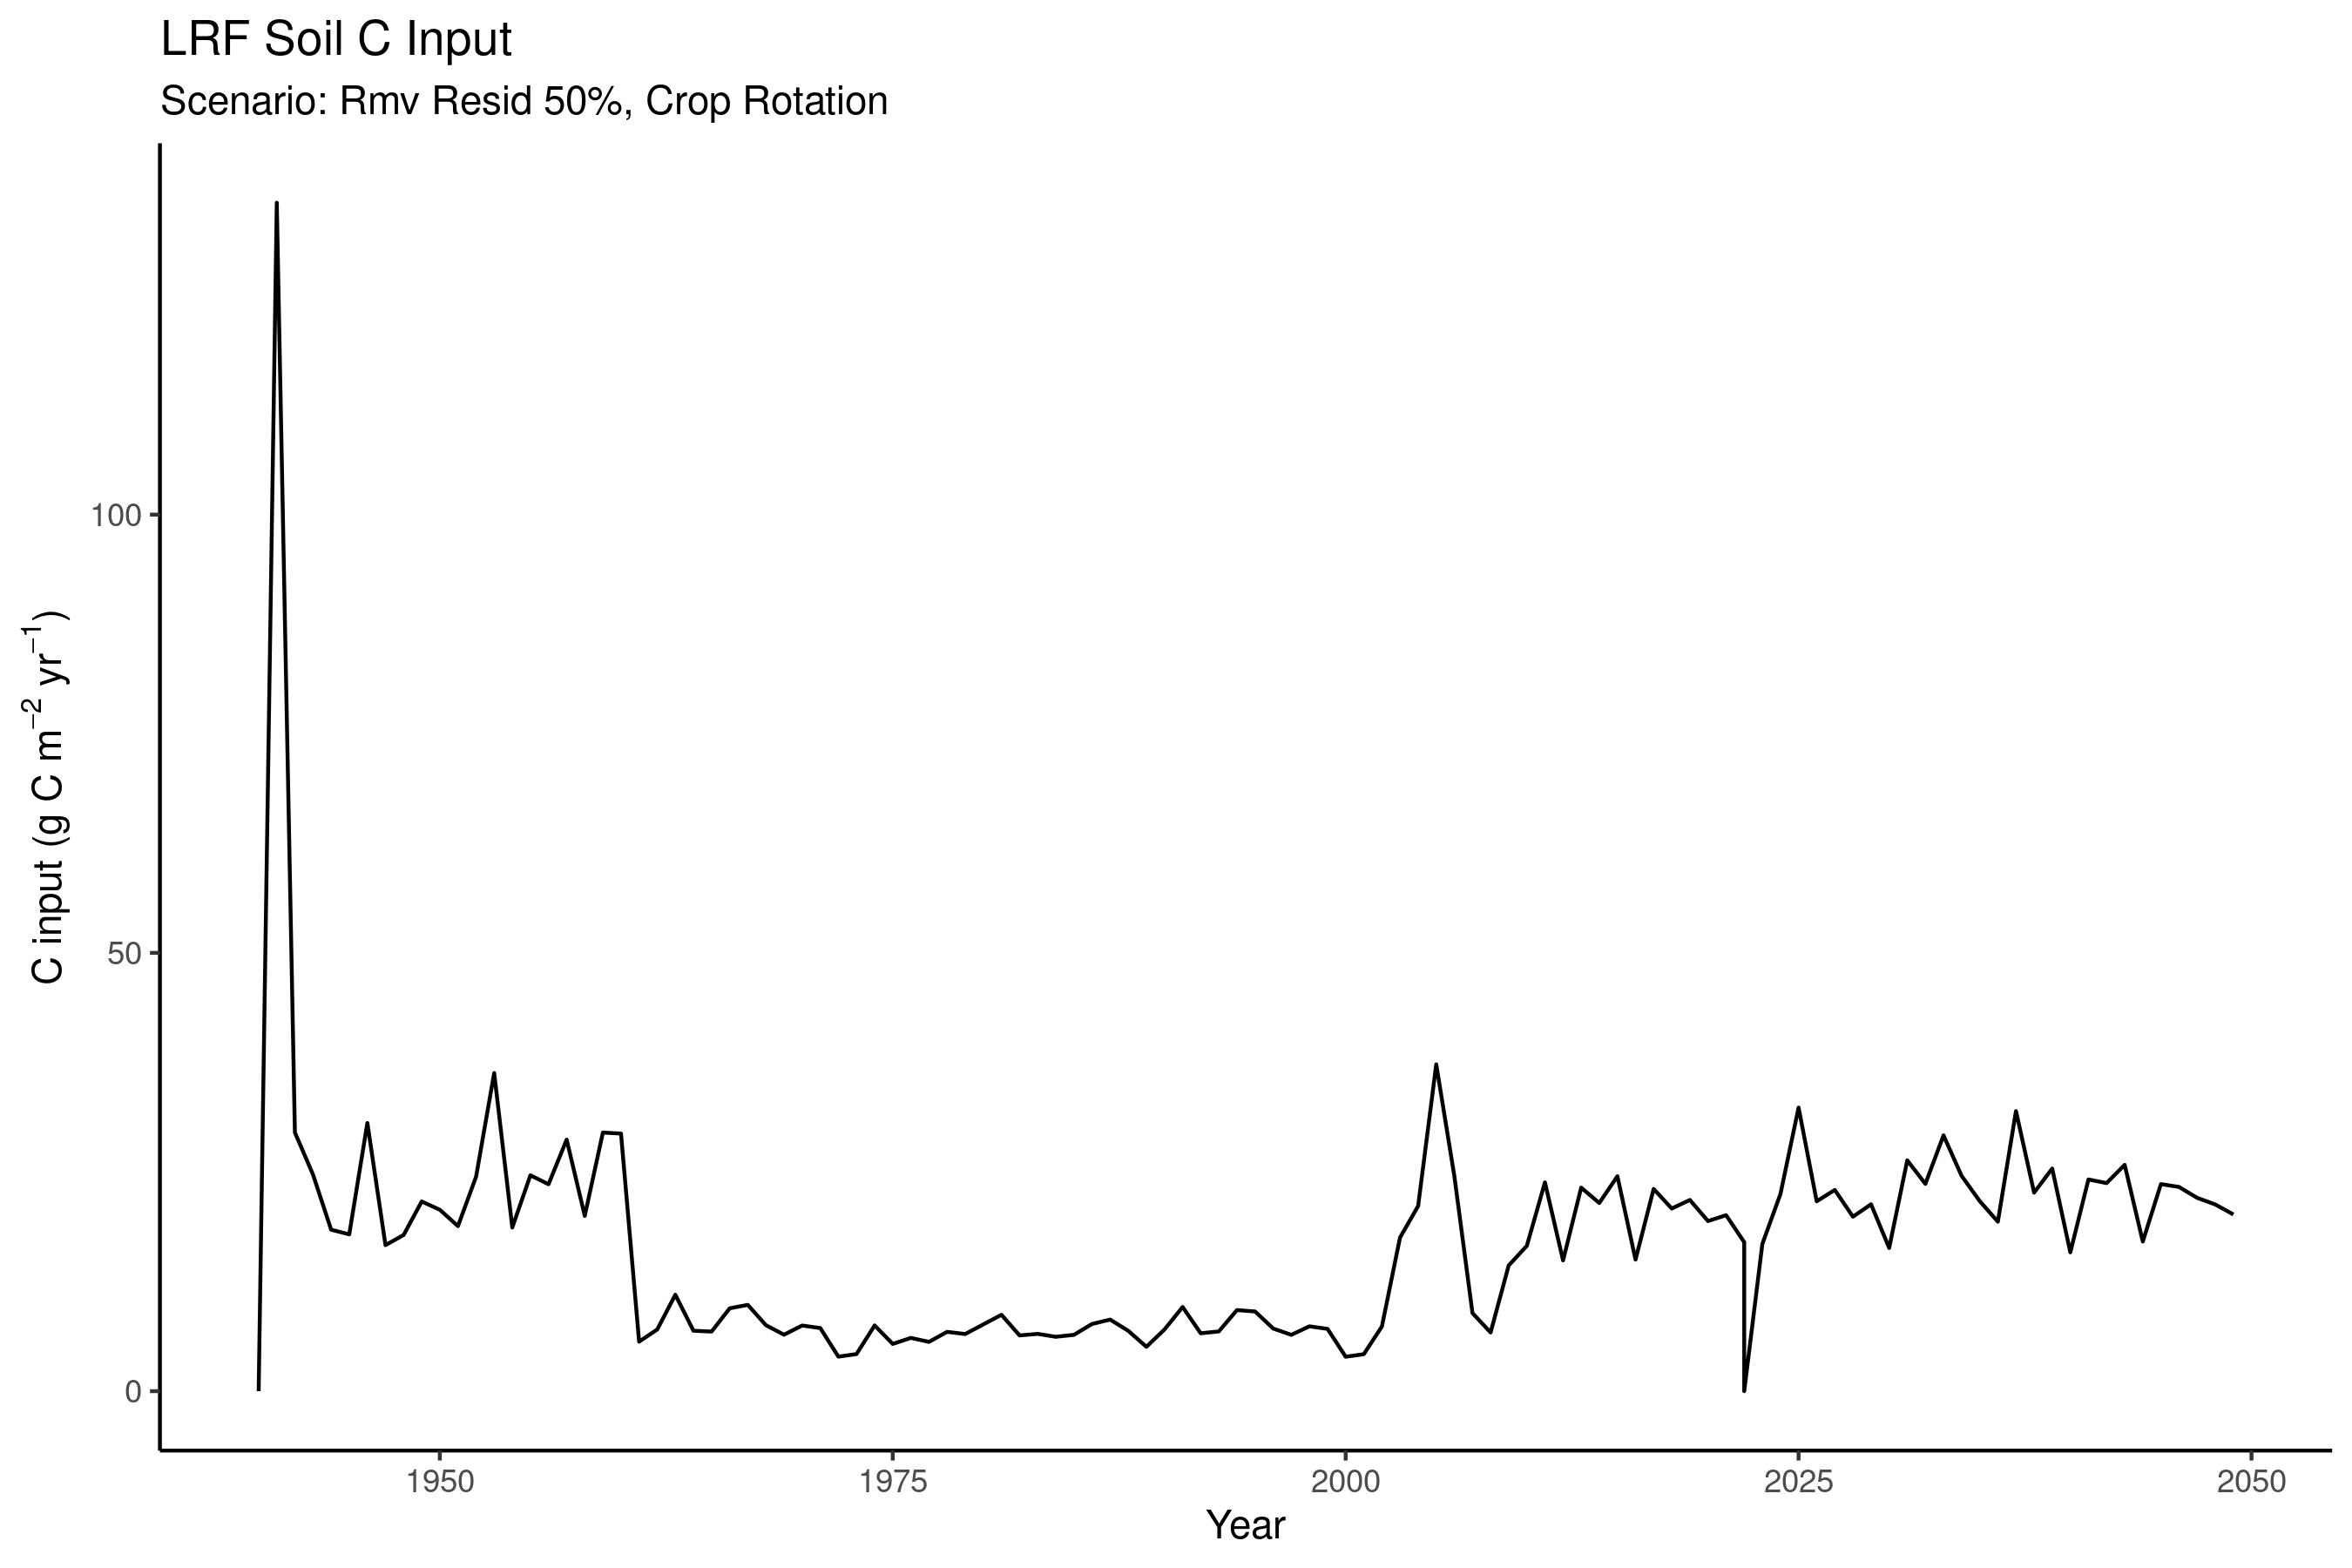 LRF Soil C Input
Scenario: Rmv Resid 50%, Crop Rotation
C input (g C m⁻² yr⁻¹)
100
50
0
1950
1975
2000
2025
2050
Year